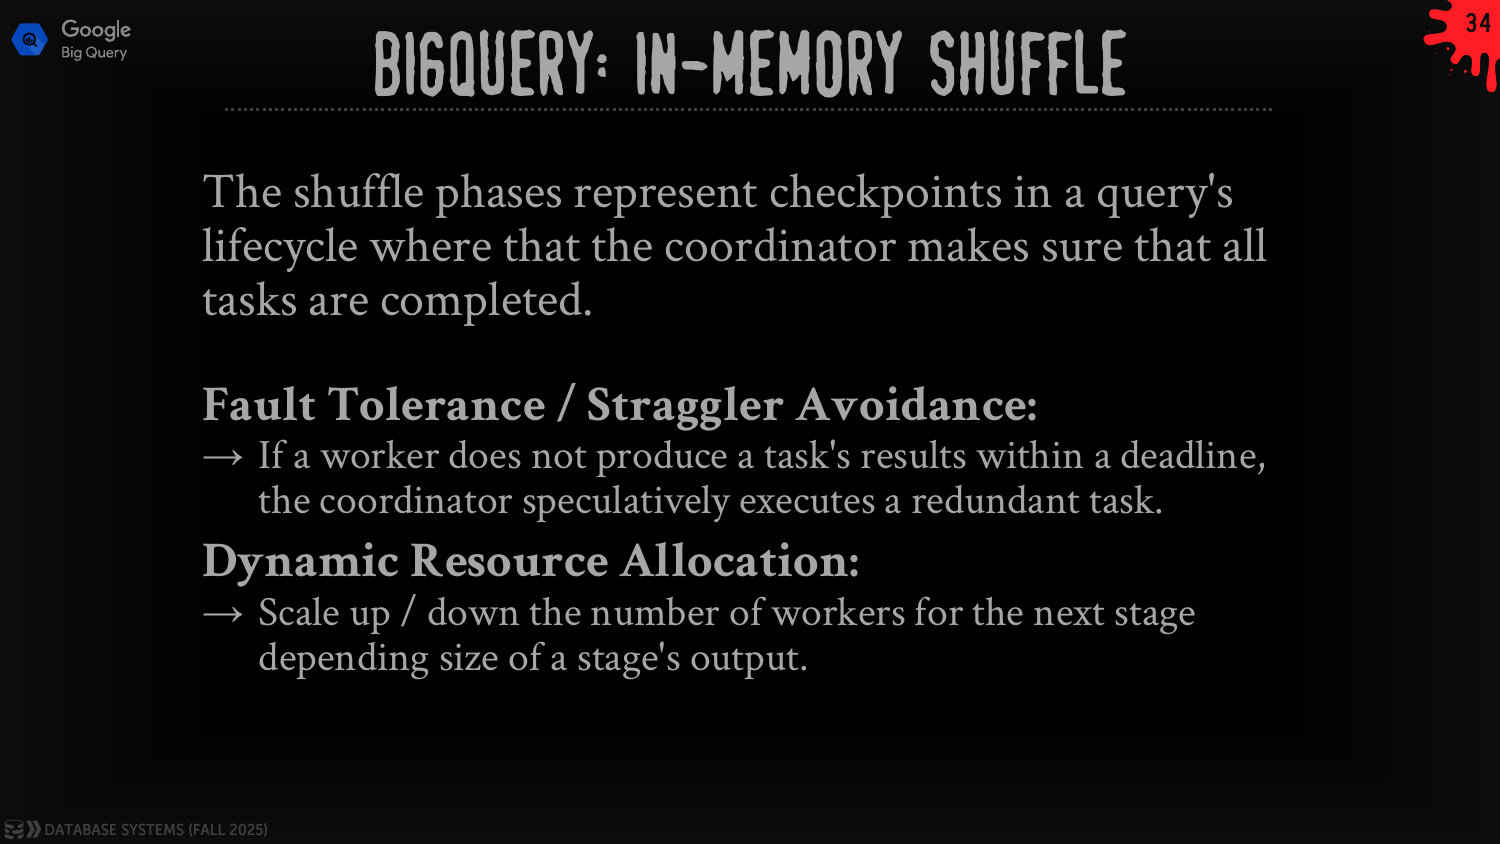 Google
Big Query
34
BIGQUERY: IN-MEMORY SHUFFLE
The shuffle phases represent checkpoints in a query's
lifecycle where that the coordinator makes sure that all
tasks are completed.
Fault Tolerance / Straggler Avoidance:
→ If a worker does not produce a task's results within a deadline,
the coordinator speculatively executes a redundant task.
Dynamic Resource Allocation:
→ Scale up / down the number of workers for the next stage
depending size of a stage's output.
DATABASE SYSTEMS (FALL 2025)